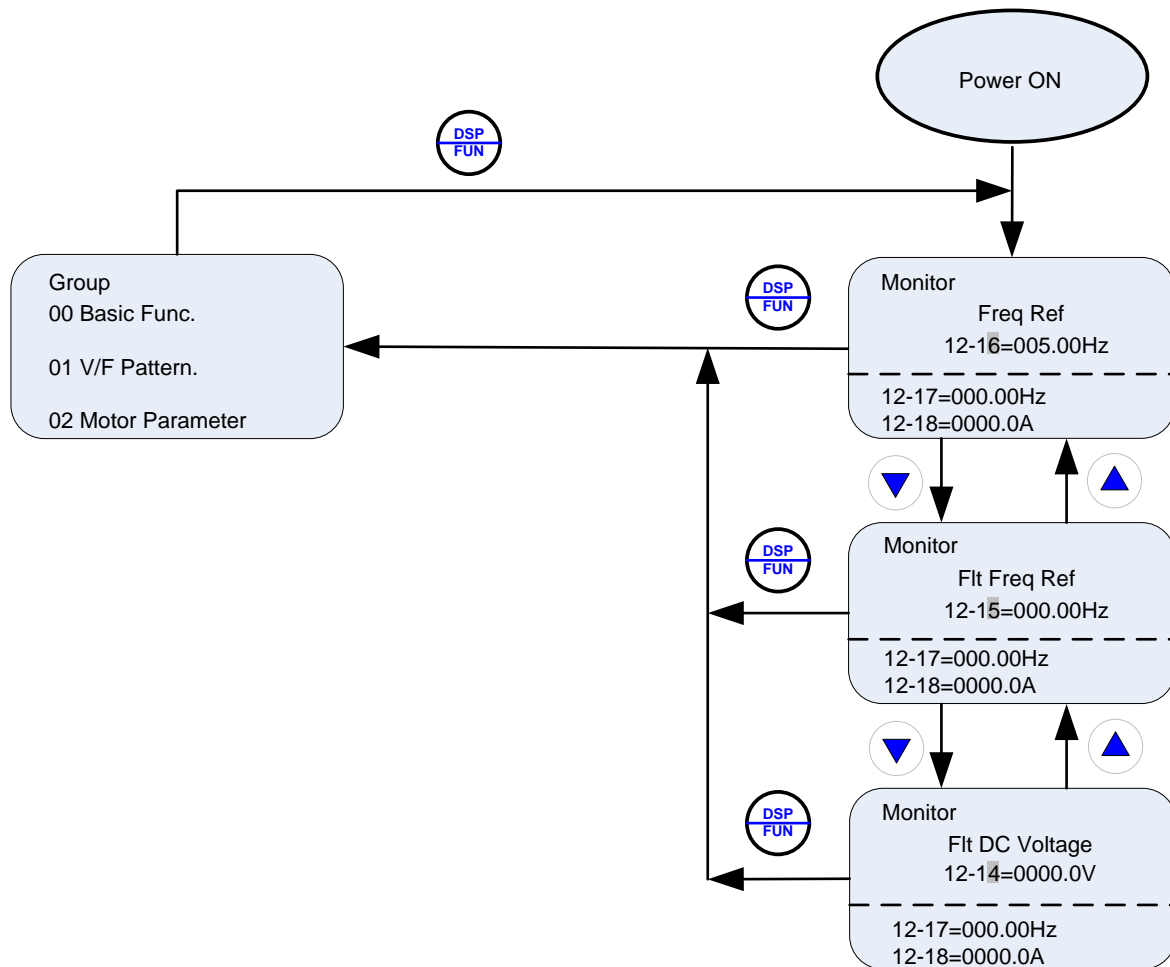 Power ON
DSP
FUN
Group
00 Basic Func.
01 V/F Pattern.
02 Motor Parameter
DSP
FUN
Monitor
Freq Ref
12-16=005.00Hz
12-17=000.00Hz
12-18=0000.0A
DSP
FUN
Monitor
Flt Freq Ref
12-15=000.00Hz
12-17=000.00Hz
12-18=0000.0A
DSP
FUN
Monitor
Flt DC Voltage
12-14=0000.0V
12-17=000.00Hz
12-18=0000.0A